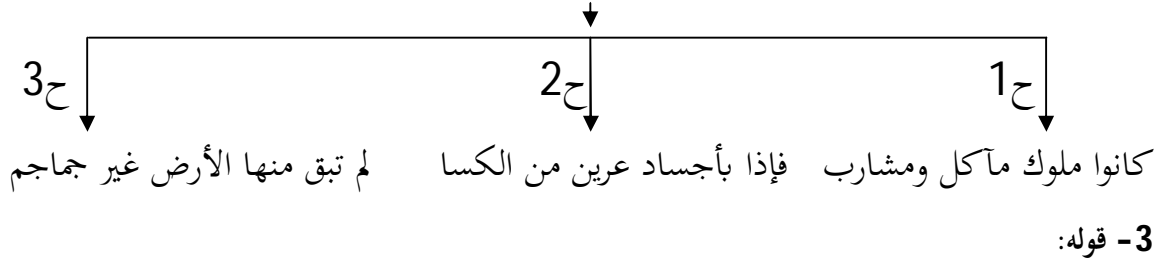 ح1 ح2 ح3
كانوا ملوك مآكل ومشارب فإذا بأجساد عرين من الكسا لم تبق منها الأرض غير جماجم
3- قوله: